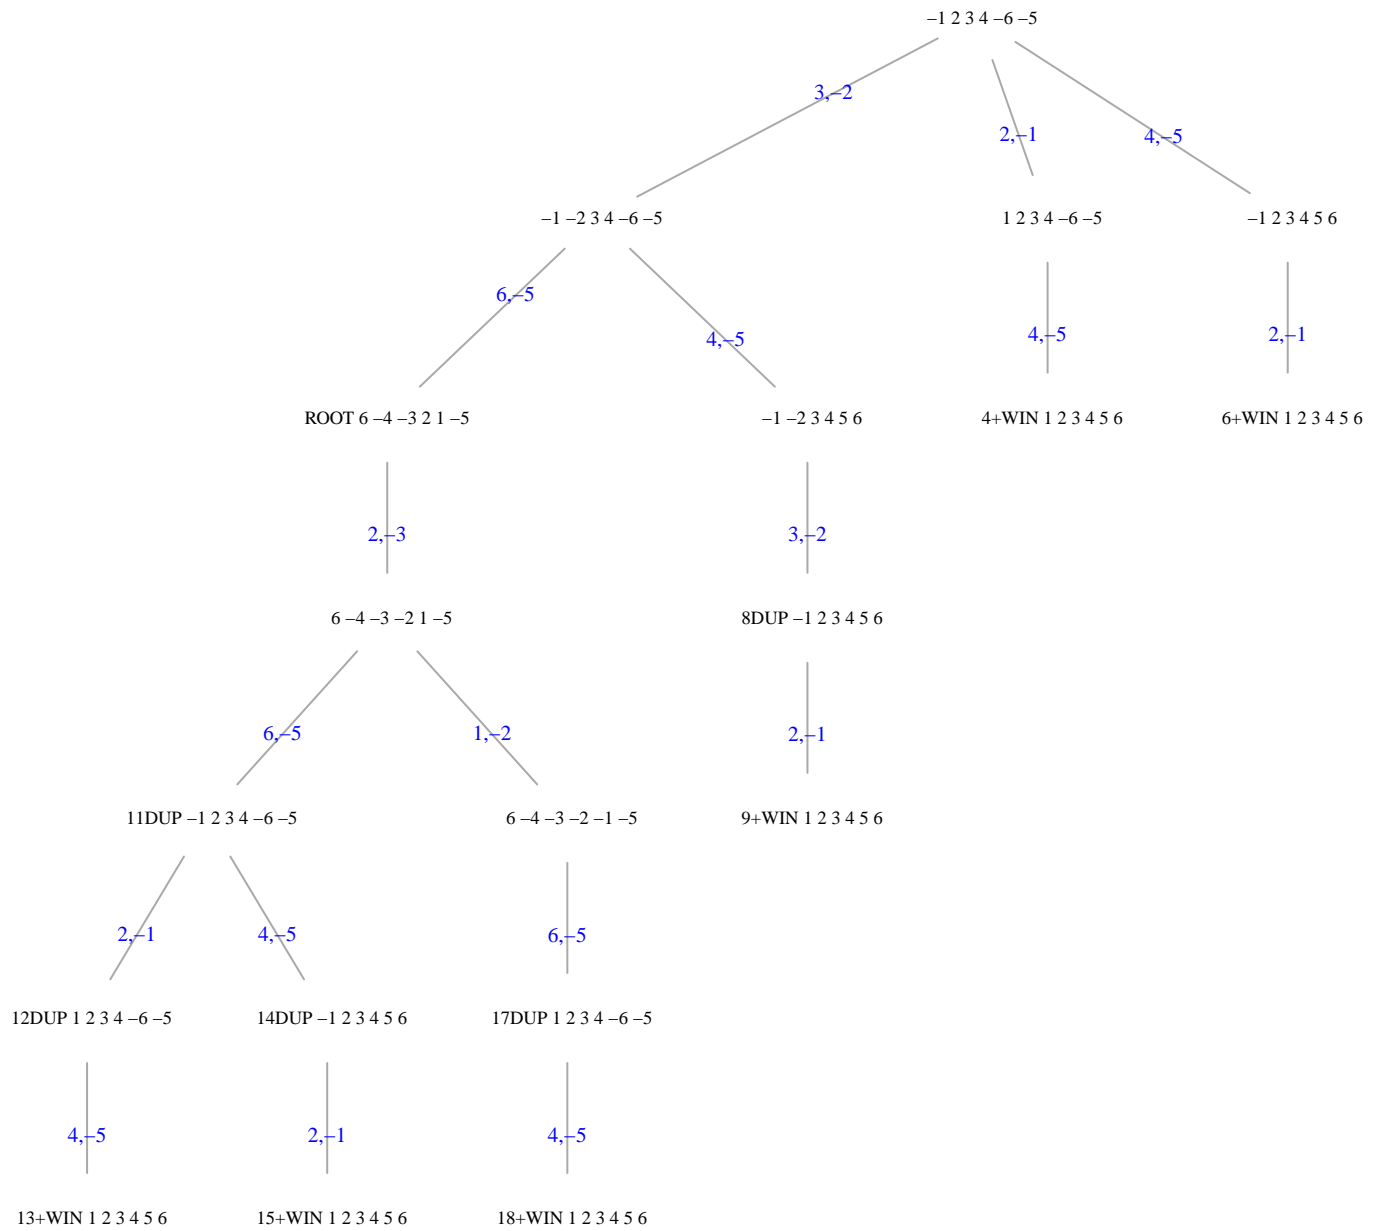 –1 2 3 4 –6 –5
3,–2
2,–1
4,–5
–1 –2 3 4 –6 –5
1 2 3 4 –6 –5
–1 2 3 4 5 6
6,–5
4,–5
4,–5
2,–1
ROOT 6 –4 –3 2 1 –5
–1 –2 3 4 5 6
4+WIN 1 2 3 4 5 6
6+WIN 1 2 3 4 5 6
2,–3
3,–2
6 –4 –3 –2 1 –5
8DUP –1 2 3 4 5 6
6,–5
1,–2
2,–1
11DUP –1 2 3 4 –6 –5
6 –4 –3 –2 –1 –5
9+WIN 1 2 3 4 5 6
2,–1
4,–5
6,–5
12DUP 1 2 3 4 –6 –5
14DUP –1 2 3 4 5 6
17DUP 1 2 3 4 –6 –5
4,–5
2,–1
4,–5
13+WIN 1 2 3 4 5 6
15+WIN 1 2 3 4 5 6
18+WIN 1 2 3 4 5 6